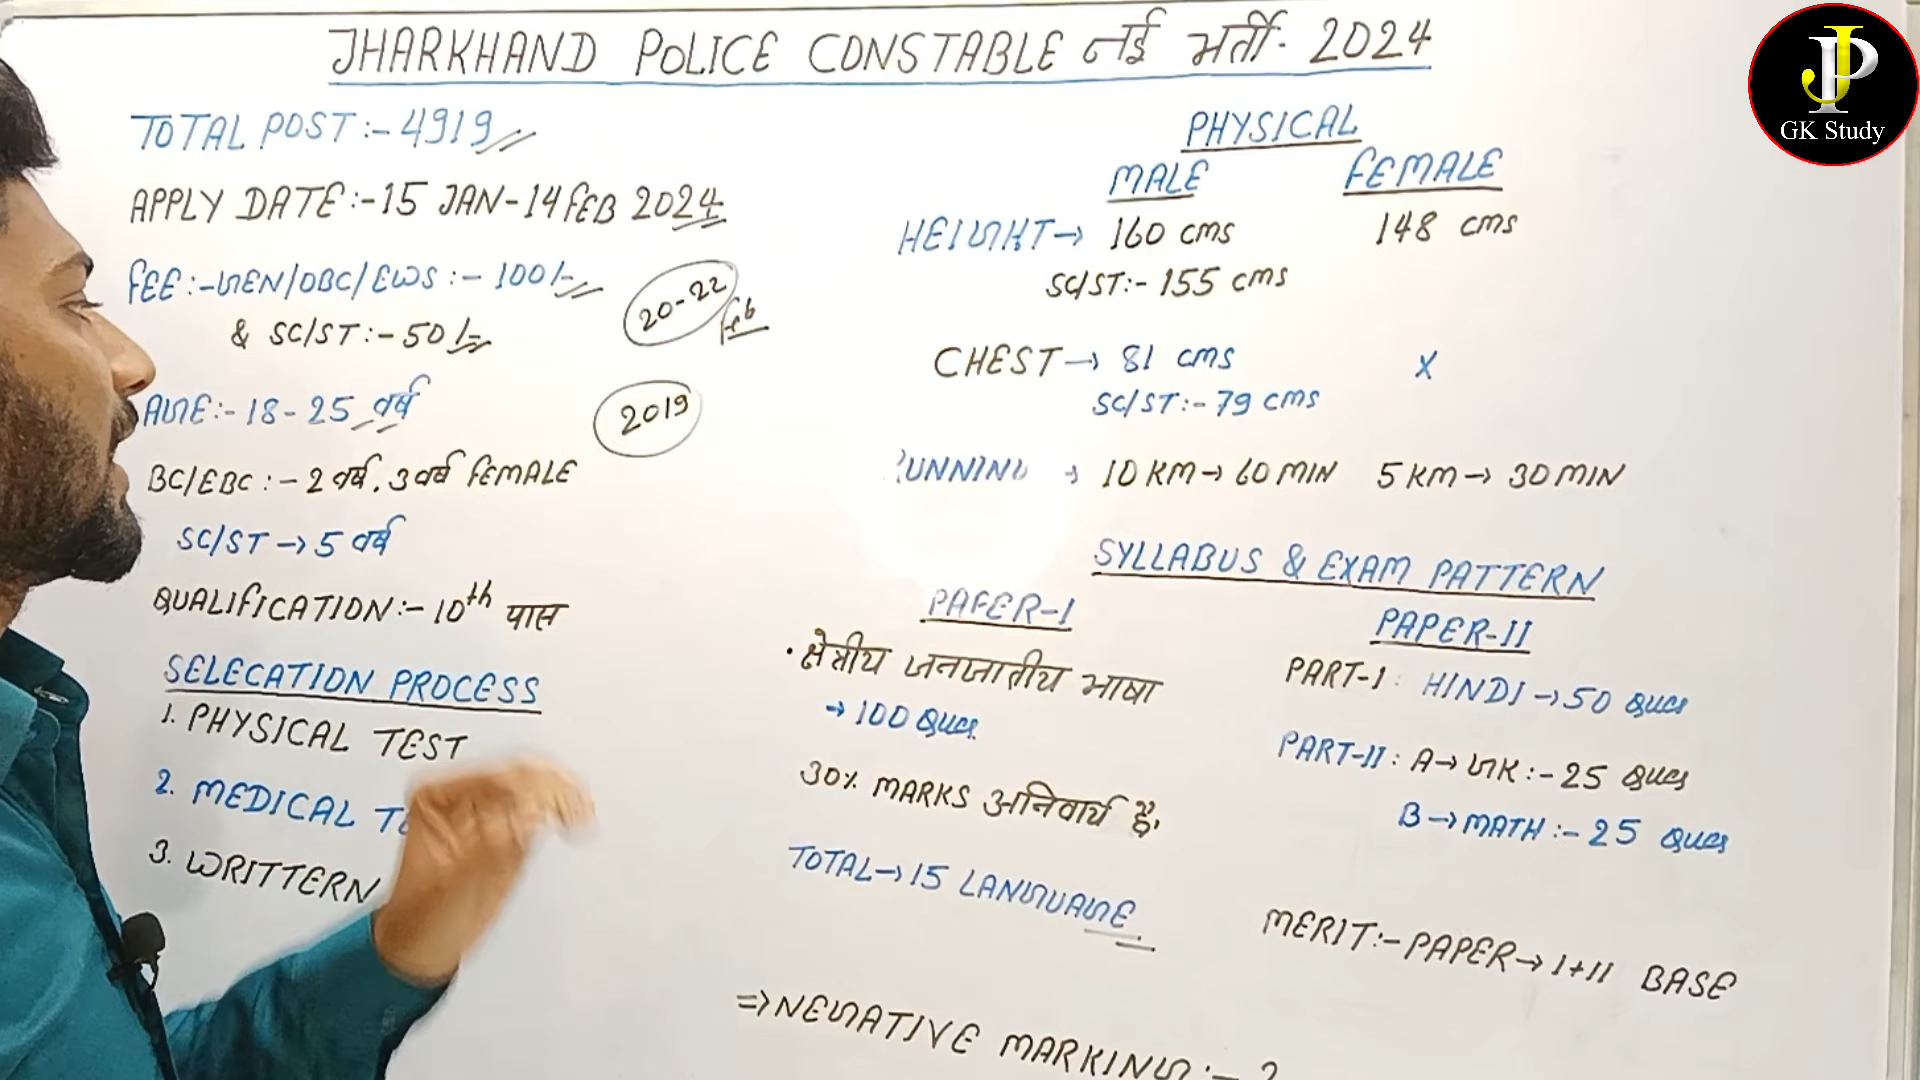 JHARKHAND POLICE CONSTABLE नई भर्ती- 2024
TOTAL POST:- 4919
APPLY DATE:-15 JAN-14 FEB 2024
FEE:-GEN/OBC/EWS:- 100/-
& SC/ST:- 50/-
20-22
Feb
AGE:- 18-25 वर्ष
2019
BC/EBC:- 2 वर्ष, 3 वर्ष FEMALE
SC/ST → 5 वर्ष
QUALIFICATION:- 10th पास
SELECATION PROCESS
1. PHYSICAL TEST
2. MEDICAL TE
3. WRITTERN
PHYSICAL
MALE FEMALE
HEIGHT → 160 cms 148 cms
SC/ST:- 155 cms
CHEST → 81 cms X
SC/ST:- 79 cms
RUNNING → 10 KM → 60 MIN 5 KM → 30 MIN
SYLLABUS & EXAM PATTERN
PAPER-I
• क्षेत्रीय जनजातीय भाषा
→ 100 Ques.
30% MARKS अनिवार्य है,
TOTAL → 15 LANGUAGE
PAPER-II
PART-I: HINDI → 50 Ques
PART-II: A → GK:- 25 Ques
B → MATH:- 25 Ques
MERIT:- PAPER → I+II BASE
⇒ NEGATIVE MARKING:- ?
JP
GK Study